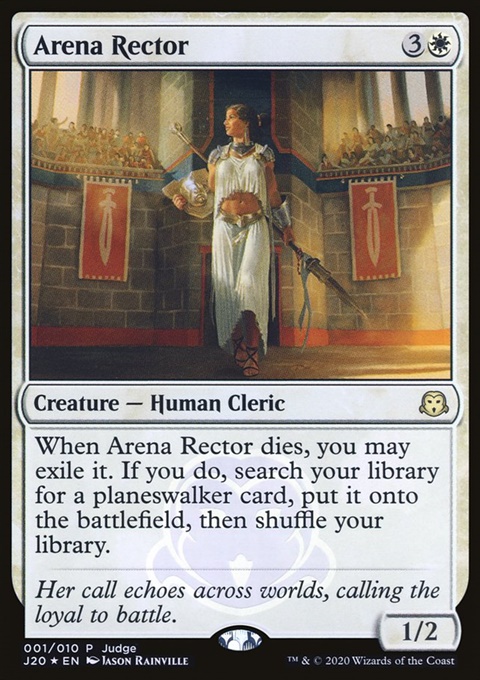 Arena Rector 3
Creature — Human Cleric
When Arena Rector dies, you may
exile it. If you do, search your library
for a planeswalker card, put it onto
the battlefield, then shuffle your
library.
Her call echoes across worlds, calling the
loyal to battle.
1/2
001/010 P Judge
J20 ★ EN Jason Rainville
™ & © 2020 Wizards of the Coast